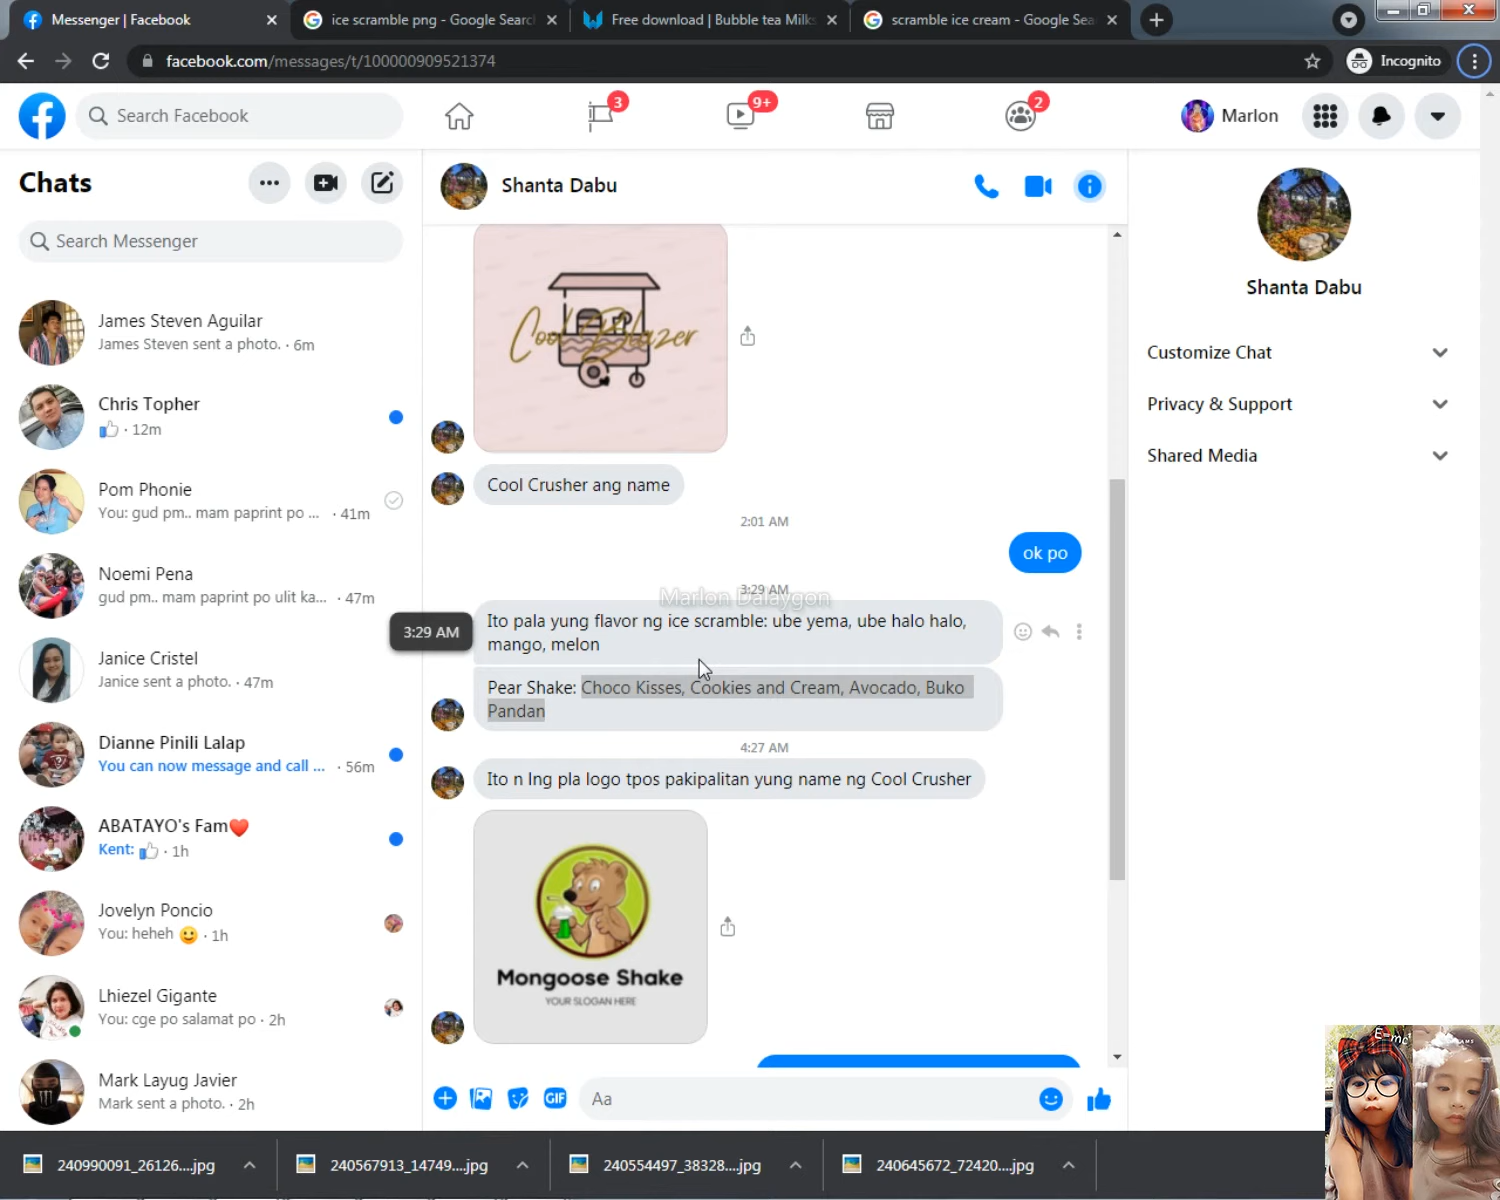 Messenger | Facebook
ice scramble png - Google Searc
Free download | Bubble tea Milks
scramble ice cream - Google Sea
facebook.com/messages/t/100000909521374
Incognito
Search Facebook
3
9+
2
Marlon
Chats
Search Messenger
James Steven Aguilar
James Steven sent a photo. · 6m
Chris Topher
· 12m
Pom Phonie
You: gud pm.. mam paprint po ... · 41m
Noemi Pena
gud pm.. mam paprint po ulit ka... · 47m
Janice Cristel
Janice sent a photo. · 47m
Dianne Pinili Lalap
You can now message and call ... · 56m
ABATAYO's Fam❤️
Kent: 👍 · 1h
Jovelyn Poncio
You: heheh 🙂 · 1h
Lhiezel Gigante
You: cge po salamat po · 2h
Mark Layug Javier
Mark sent a photo. · 2h
Shanta Dabu
Cool Blazer
Cool Crusher ang name
2:01 AM
ok po
3:29 AM
Marlon Dalaygon
3:29 AM
Ito pala yung flavor ng ice scramble: ube yema, ube halo halo,
mango, melon
Pear Shake: Choco Kisses, Cookies and Cream, Avocado, Buko
Pandan
4:27 AM
Ito n lng pla logo tpos pakipalitan yung name ng Cool Crusher
Mongoose Shake
YOUR SLOGAN HERE
Aa
GIF
Shanta Dabu
Customize Chat
Privacy & Support
Shared Media
240990091_26126....jpg
240567913_14749....jpg
240554497_38328....jpg
240645672_72420....jpg